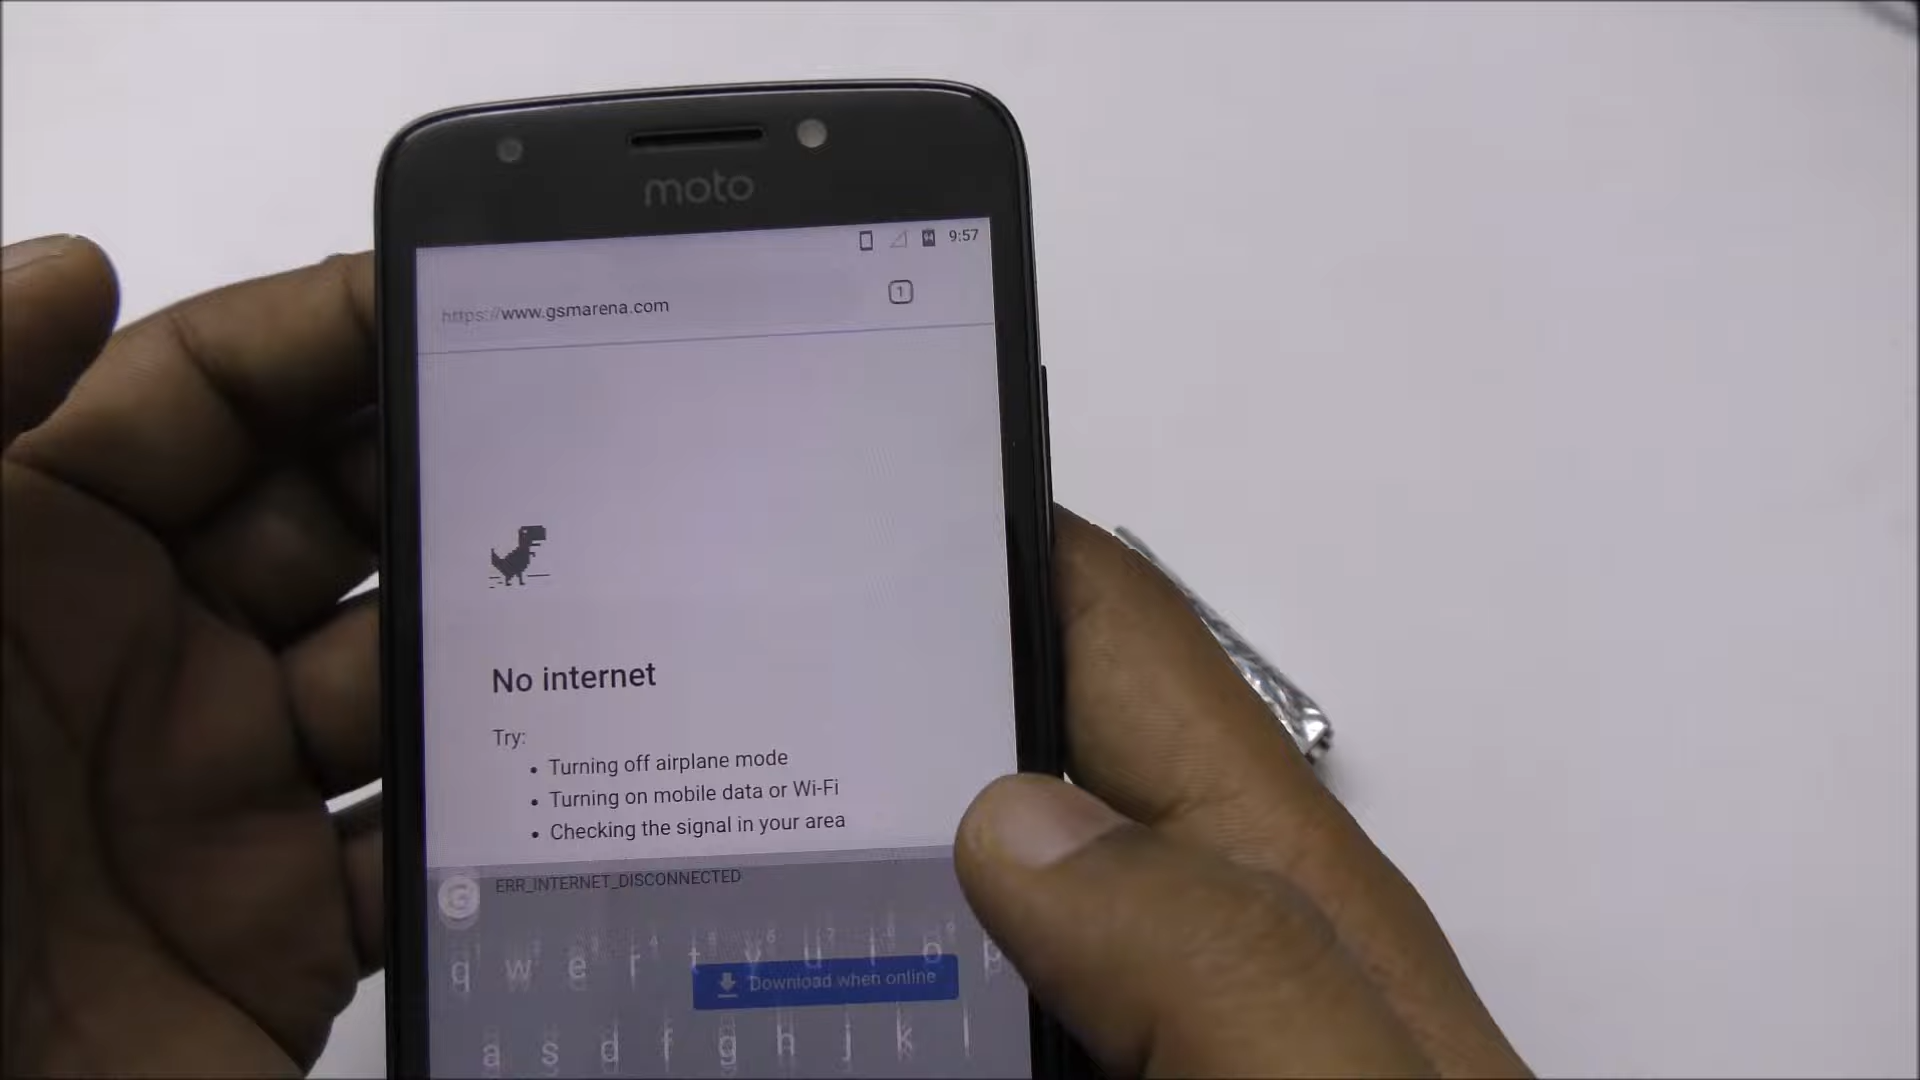 moto
9:57
https://www.gsmarena.com
1
No internet
Try:
• Turning off airplane mode
• Turning on mobile data or Wi-Fi
• Checking the signal in your area
ERR_INTERNET_DISCONNECTED
q w e r t y u i o p
Download when online
a s d f g h j k l